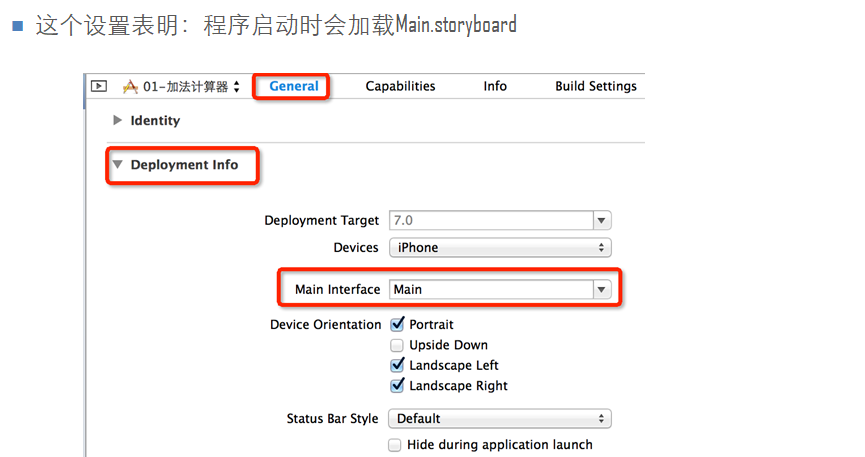 这个设置表明：程序启动时会加载Main.storyboard
01-加法计算器 General Capabilities Info Build Settings
Identity
Deployment Info
Deployment Target 7.0
Devices iPhone
Main Interface Main
Device Orientation Portrait
Upside Down
Landscape Left
Landscape Right
Status Bar Style Default
Hide during application launch